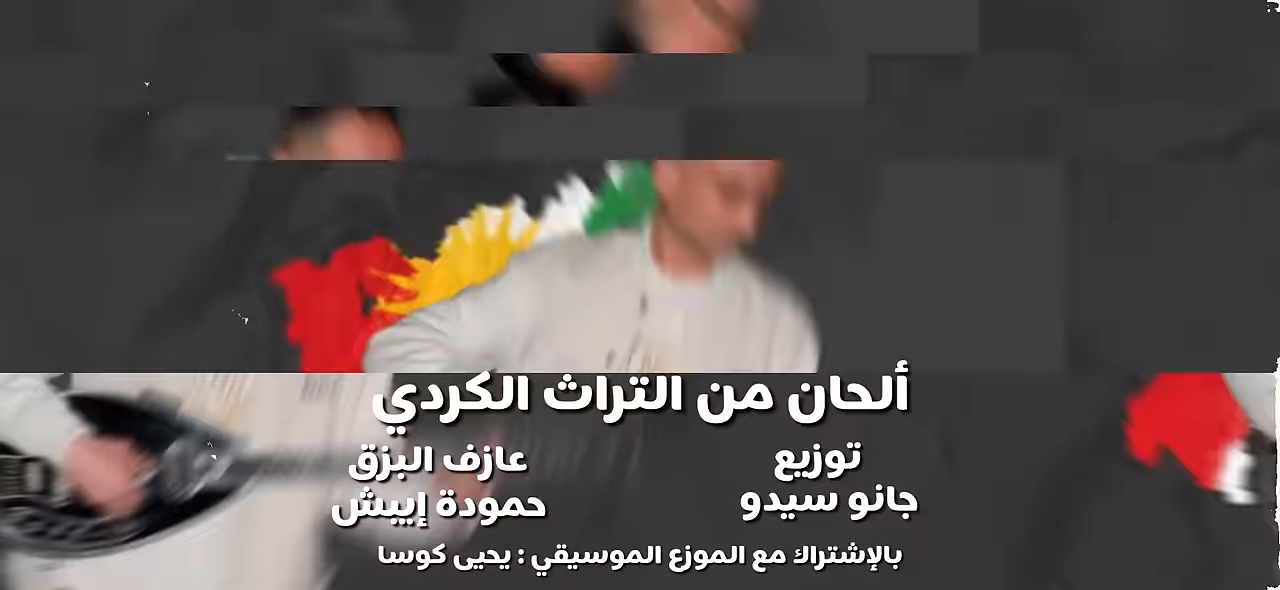 ألحان من التراث الكردي
توزيع
جانو سيدو
عازف البزق
حمودة إيبش
بالإشتراك مع الموزع الموسيقي : يحيى كوسا